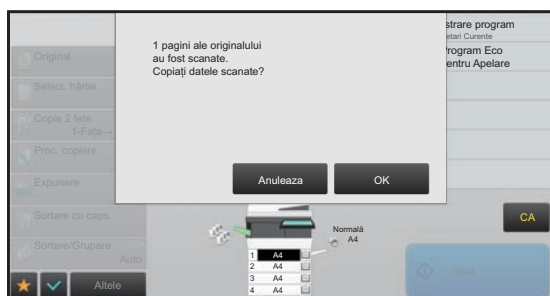 1 pagini ale originalului
au fost scanate.
Copiați datele scanate?
Anuleaza
OK
strare program
etari Curente
Program Eco
entru Apelare
Original
Select. hârtie
Copie 2 fețe
1-Fața→
Proc. copiere
Expunere
Sortare cu caps.
Sortare/Grupare
Auto
Altele
Normală
A4
1 A4
2 A4
3 A4
4 A4
CA
Start